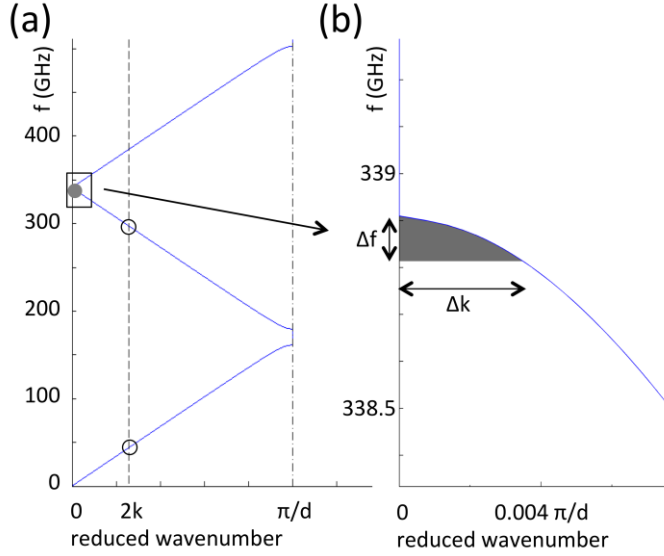 (a)
f (GHz)
400
300
200
100
0
0 2k π/d
reduced wavenumber
(b)
f (GHz)
339
Δf
Δk
338.5
0 0.004 π/d
reduced wavenumber